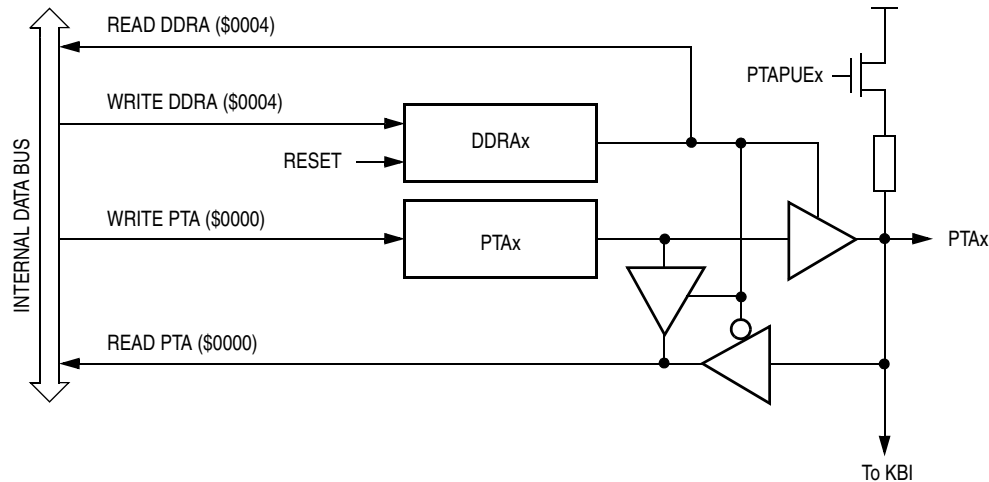 READ DDRA ($0004)
PTAPUEx
WRITE DDRA ($0004)
DDRAx
RESET
INTERNAL DATA BUS
WRITE PTA ($0000)
PTAx
PTAx
READ PTA ($0000)
To KBI